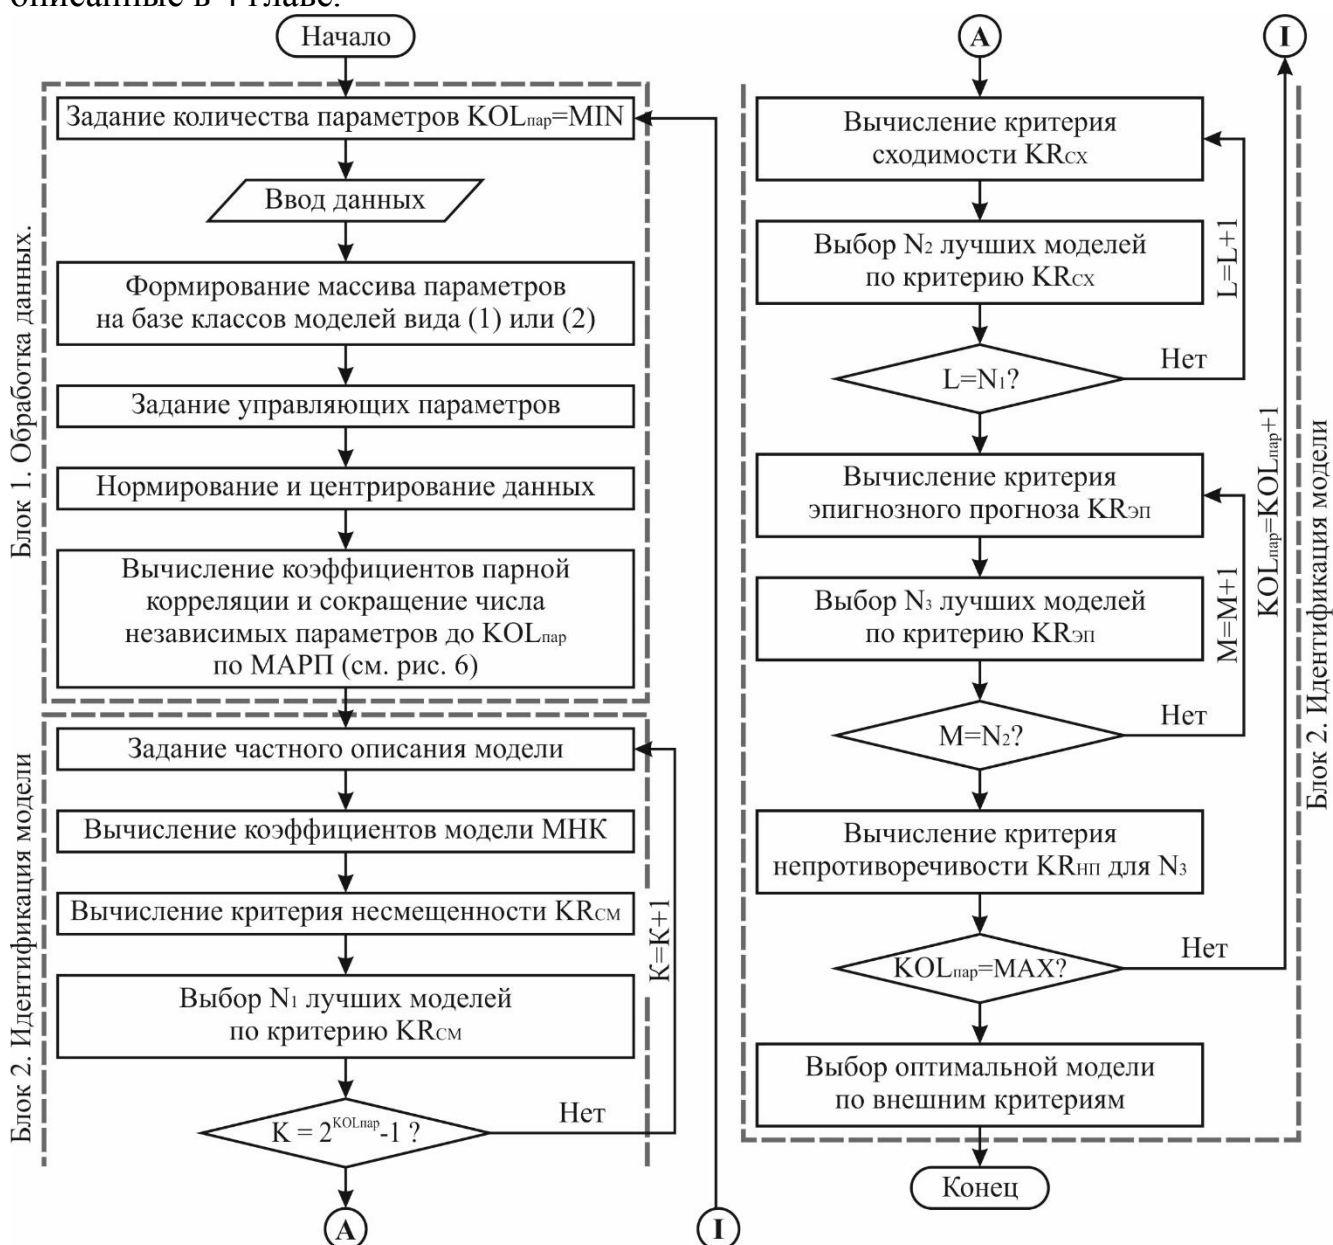 описанные в 4 главе.
Начало
Задание количества параметров KOLпар=MIN
Ввод данных
Формирование массива параметров
на базе классов моделей вида (1) или (2)
Задание управляющих параметров
Нормирование и центрирование данных
Вычисление коэффициентов парной
корреляции и сокращение числа
независимых параметров до KOLпар
по МАРП (см. рис. 6)
Блок 1. Обработка данных.
Задание частного описания модели
Вычисление коэффициентов модели МНК
Вычисление критерия несмещенности KRСМ
Выбор N1 лучших моделей
по критерию KRСМ
K = 2^KOLпар-1 ?
Нет
K=K+1
Блок 2. Идентификация модели
A
I
A
I
Вычисление критерия
сходимости KRСХ
Выбор N2 лучших моделей
по критерию KRСХ
L=N1?
Нет
L=L+1
Вычисление критерия
эпигнозного прогноза KRЭП
Выбор N3 лучших моделей
по критерию KRЭП
M=N2?
Нет
M=M+1
Вычисление критерия
непротиворечивости KRНП для N3
KOLпар=MAX?
Нет
KOLпар=KOLпар+1
Выбор оптимальной модели
по внешним критериям
Блок 2. Идентификация модели
Конец